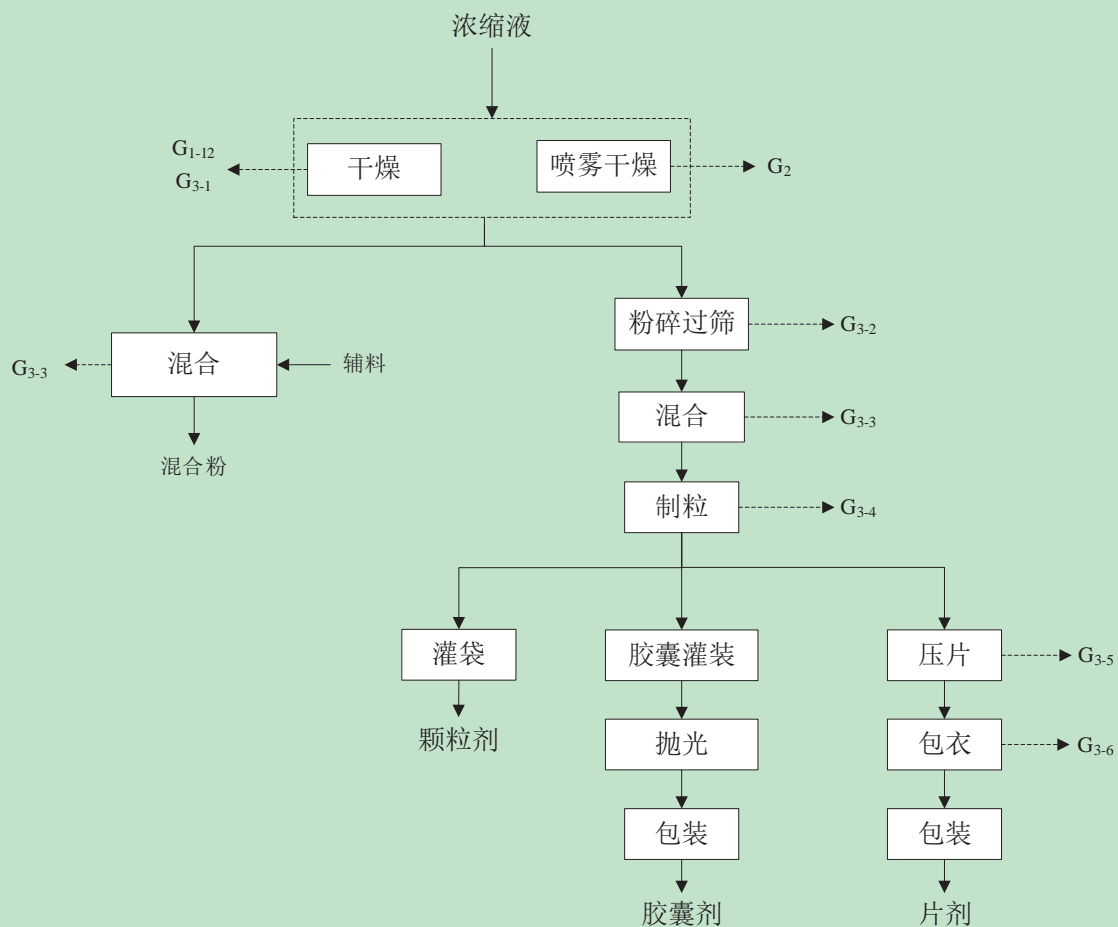 浓缩液
G1-12
G3-1
干燥
喷雾干燥
G2
粉碎过筛
G3-2
G3-3
混合
辅料
混合
G3-3
混合粉
制粒
G3-4
灌袋
胶囊灌装
压片
G3-5
颗粒剂
抛光
包衣
G3-6
包装
包装
胶囊剂
片剂